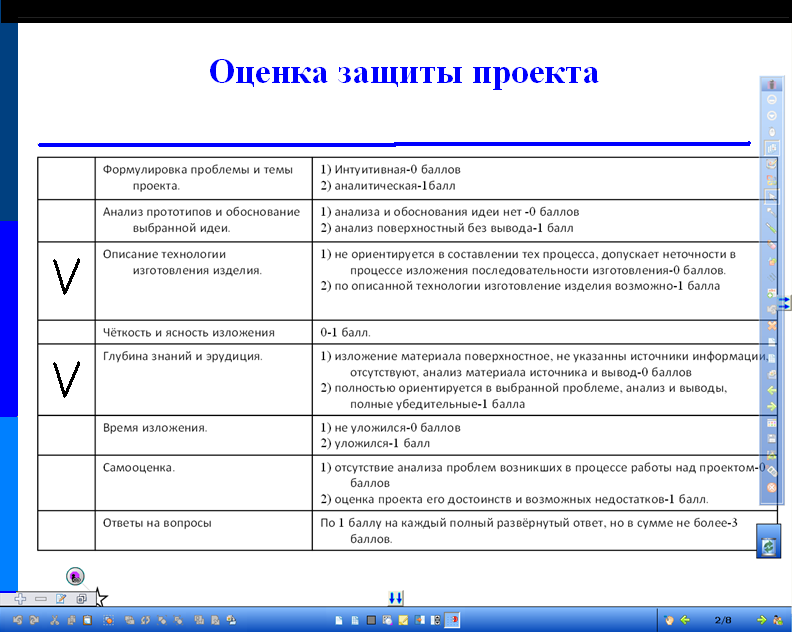 Оценка защиты проекта
Формулировка проблемы и темы
проекта.
1) Интуитивная-0 баллов
2) аналитическая-1балл
Анализ прототипов и обоснование
выбранной идеи.
1) анализа и обоснования идеи нет -0 баллов
2) анализ поверхностный без вывода-1 балл
V
Описание технологии
изготовления изделия.
1) не ориентируется в составлении тех процесса, допускает неточности в
процессе изложения последовательности изготовления-0 баллов.
2) по описанной технологии изготовление изделия возможно-1 балла
Чёткость и ясность изложения
0-1 балл.
V
Глубина знаний и эрудиция.
1) изложение материала поверхностное, не указанны источники информации,
отсутствуют, анализ материала источника и вывод-0 баллов
2) полностью ориентируется в выбранной проблеме, анализ и выводы,
полные убедительные-1 балла
Время изложения.
1) не уложился-0 баллов
2) уложился-1 балл
Самооценка.
1) отсутствие анализа проблем возникших в процессе работы над проектом-0
баллов
2) оценка проекта его достоинств и возможных недостатков-1 балл.
Ответы на вопросы
По 1 баллу на каждый полный развёрнутый ответ, но в сумме не более-3
баллов.
2/8